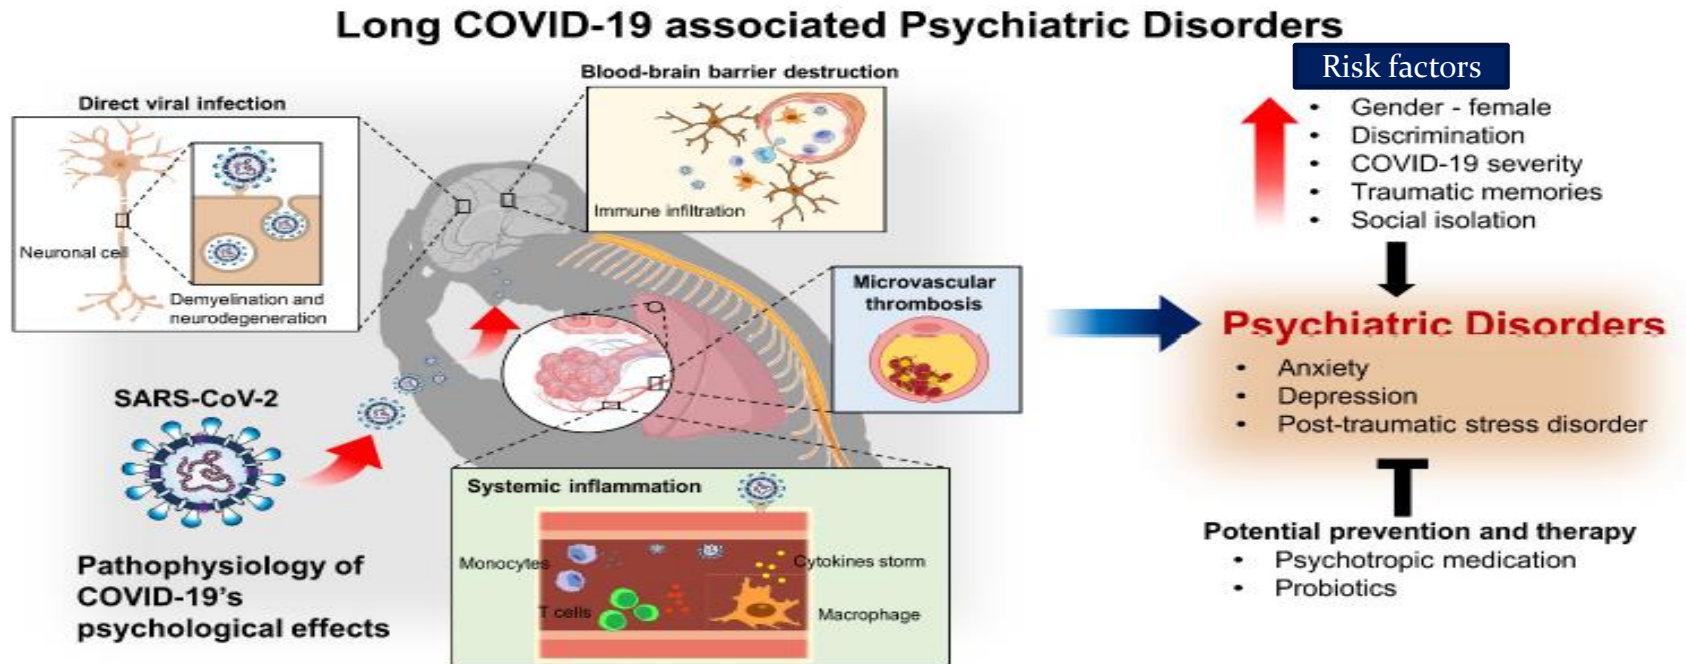 Long COVID-19 associated Psychiatric Disorders
Direct viral infection
Neuronal cell
Demyelination and
neurodegeneration
Blood-brain barrier destruction
Immune infiltration
Microvascular
thrombosis
SARS-CoV-2
Pathophysiology of
COVID-19's
psychological effects
Systemic inflammation
Monocytes
Cytokines storm
T cells
Macrophage
Risk factors
• Gender - female
• Discrimination
• COVID-19 severity
• Traumatic memories
• Social isolation
Psychiatric Disorders
• Anxiety
• Depression
• Post-traumatic stress disorder
Potential prevention and therapy
• Psychotropic medication
• Probiotics